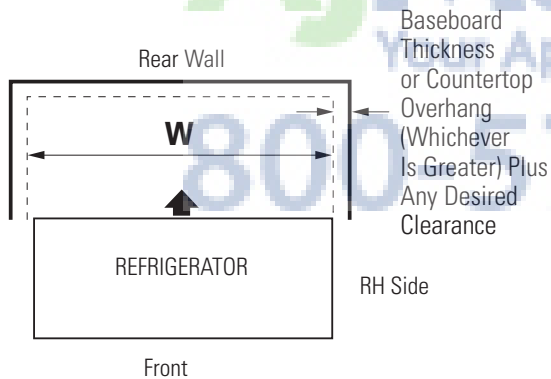 Baseboard
Thickness
or Countertop
Overhang
(Whichever
Is Greater) Plus
Any Desired
Clearance
Rear Wall
W
REFRIGERATOR
RH Side
Front